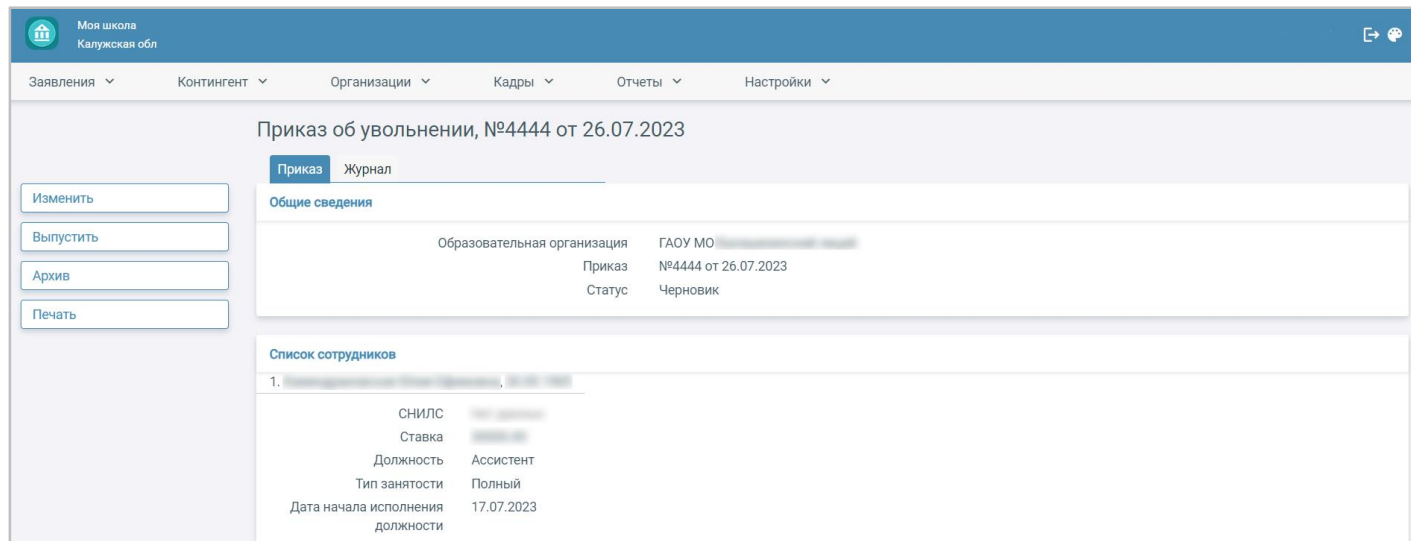 Моя школа
Калужская обл
Заявления Контингент Организации Кадры Отчеты Настройки
Приказ об увольнении, №4444 от 26.07.2023
Приказ Журнал
Изменить
Выпустить
Архив
Печать
Общие сведения
Образовательная организация ГАОУ МО
Приказ №4444 от 26.07.2023
Статус Черновик
Список сотрудников
1.
СНИЛС
Ставка
Должность Ассистент
Тип занятости Полный
Дата начала исполнения 17.07.2023
должности